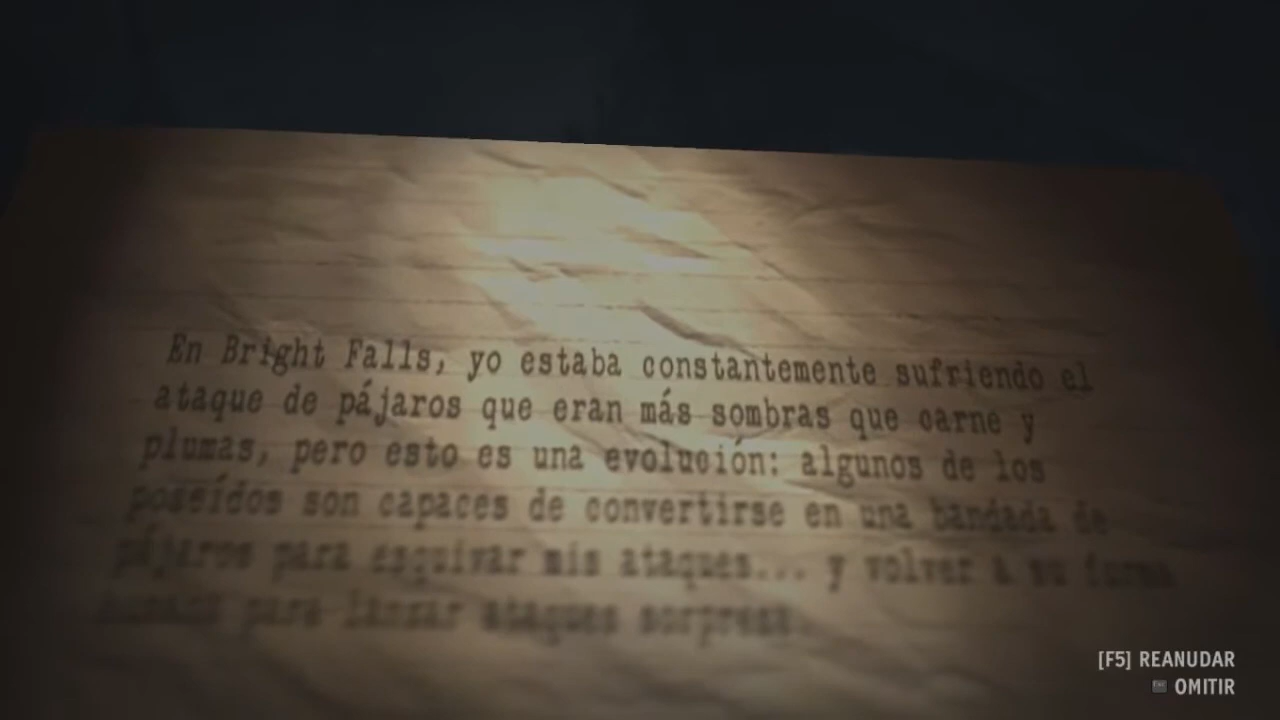 En Bright Falls, yo estaba constantemente sufriendo el
ataque de pájaros que eran más sombras que carne y
plumas, pero esto es una evolución: algunos de los
poseídos son capaces de convertirse en una bandada de
pájaros para esquivar mis ataques... y volver a su forma
humana para lanzar ataques sorpresa.
[F5] REANUDAR
OMITIR